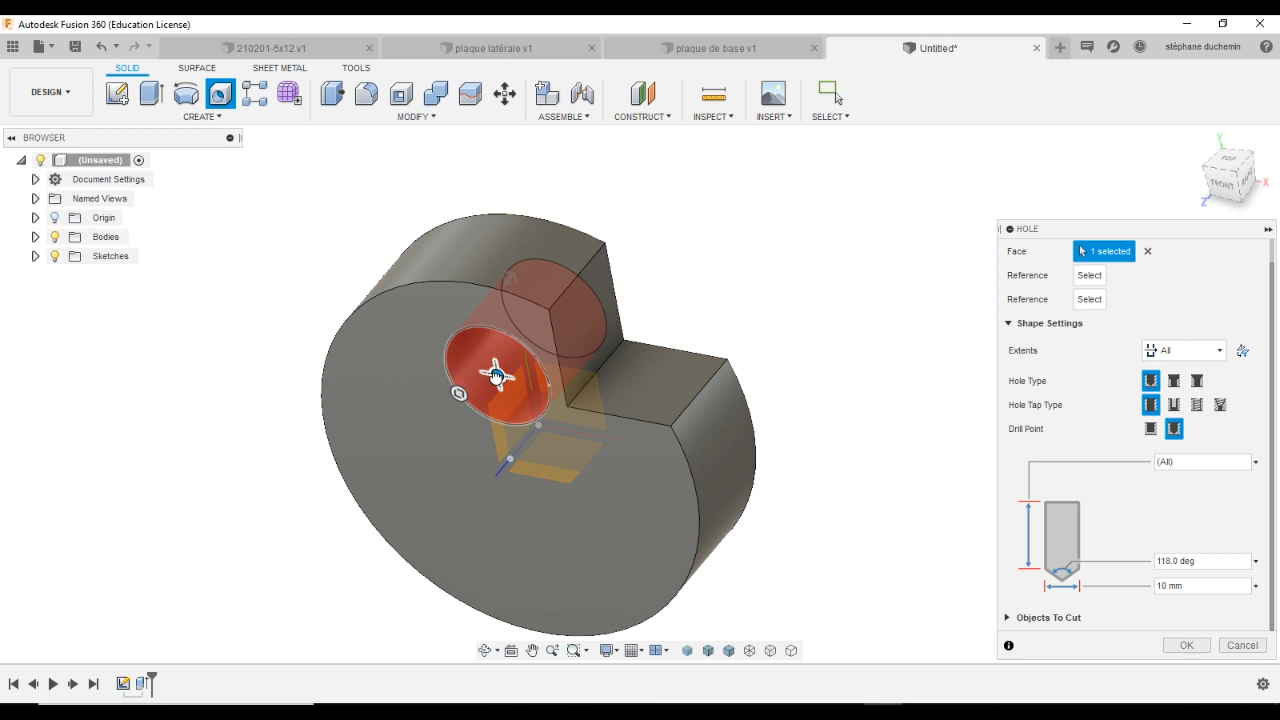 Autodesk Fusion 360 (Education License)
210201-5x12 v1
plaque latérale v1
plaque de base v1
Untitled*
stéphane duchemin
DESIGN
SOLID
SURFACE
SHEET METAL
TOOLS
CREATE
MODIFY
ASSEMBLE
CONSTRUCT
INSPECT
INSERT
SELECT
BROWSER
(Unsaved)
Document Settings
Named Views
Origin
Bodies
Sketches
Y
TOP
FRONT
X
Z
HOLE
Face
1 selected
Reference
Select
Reference
Select
Shape Settings
Extents
All
Hole Type
Hole Tap Type
Drill Point
(All)
118.0 deg
10 mm
Objects To Cut
OK
Cancel